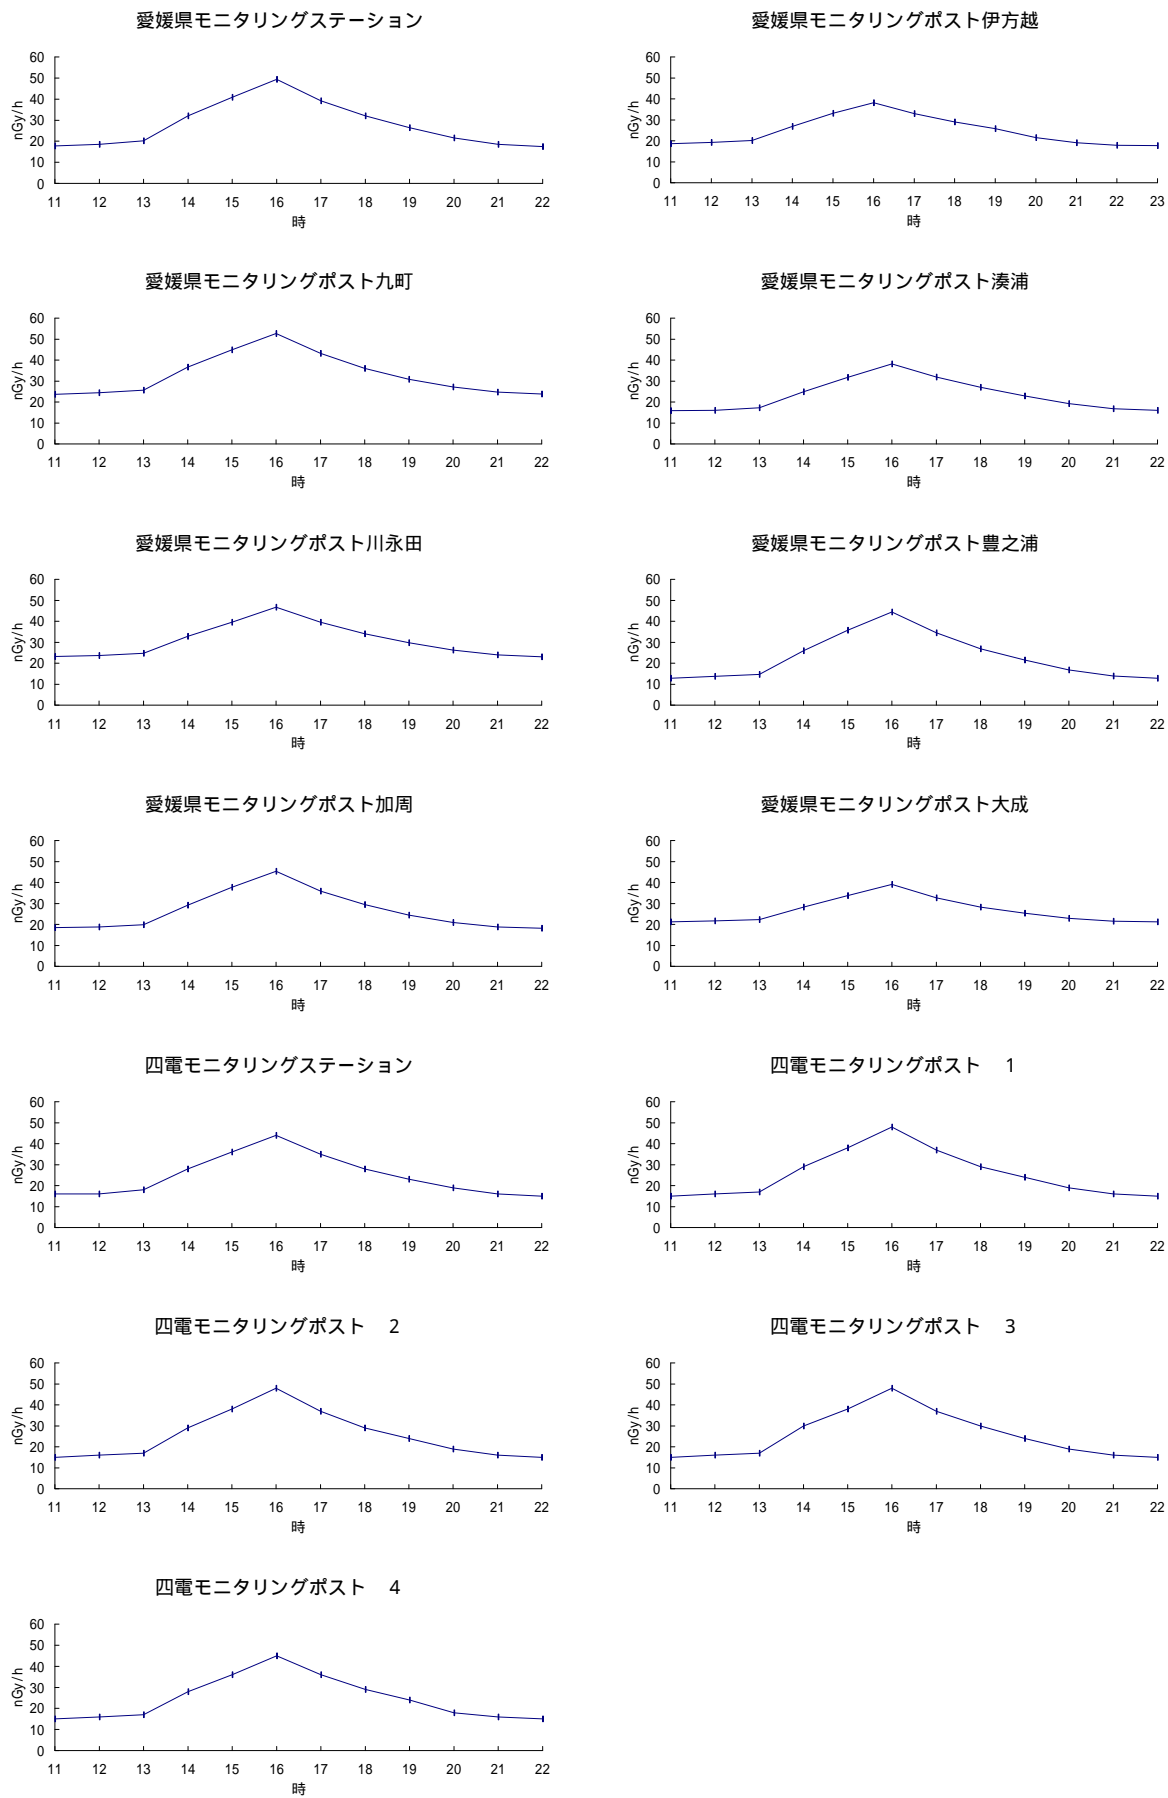 愛媛県モニタリングステーション
60
50
40
30
20
10
0
nGy/h
11 12 13 14 15 16 17 18 19 20 21 22
時
愛媛県モニタリングポスト伊方越
60
50
40
30
20
10
0
nGy/h
11 12 13 14 15 16 17 18 19 20 21 22 23
時
愛媛県モニタリングポスト九町
60
50
40
30
20
10
0
nGy/h
11 12 13 14 15 16 17 18 19 20 21 22
時
愛媛県モニタリングポスト湊浦
60
50
40
30
20
10
0
nGy/h
11 12 13 14 15 16 17 18 19 20 21 22
時
愛媛県モニタリングポスト川永田
60
50
40
30
20
10
0
nGy/h
11 12 13 14 15 16 17 18 19 20 21 22
時
愛媛県モニタリングポスト豊之浦
60
50
40
30
20
10
0
nGy/h
11 12 13 14 15 16 17 18 19 20 21 22
時
愛媛県モニタリングポスト加周
60
50
40
30
20
10
0
nGy/h
11 12 13 14 15 16 17 18 19 20 21 22
時
愛媛県モニタリングポスト大成
60
50
40
30
20
10
0
nGy/h
11 12 13 14 15 16 17 18 19 20 21 22
時
四電モニタリングステーション
60
50
40
30
20
10
0
nGy/h
11 12 13 14 15 16 17 18 19 20 21 22
時
四電モニタリングポスト　1
60
50
40
30
20
10
0
nGy/h
11 12 13 14 15 16 17 18 19 20 21 22
時
四電モニタリングポスト　2
60
50
40
30
20
10
0
nGy/h
11 12 13 14 15 16 17 18 19 20 21 22
時
四電モニタリングポスト　3
60
50
40
30
20
10
0
nGy/h
11 12 13 14 15 16 17 18 19 20 21 22
時
四電モニタリングポスト　4
60
50
40
30
20
10
0
nGy/h
11 12 13 14 15 16 17 18 19 20 21 22
時